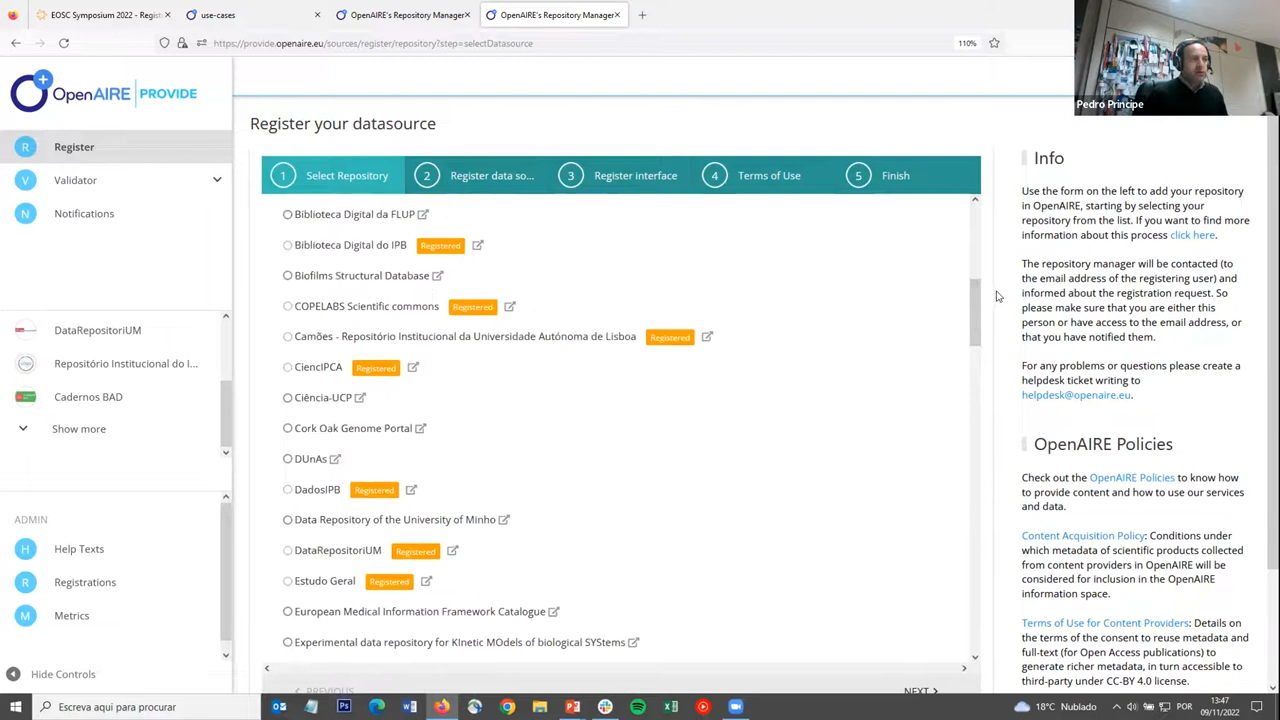 EOSC Symposium 2022 - Regist
use-cases
OpenAIRE's Repository Manager
OpenAIRE's Repository Manager
https://provide.openaire.eu/sources/register/repository?step=selectDatasource
110%
Pedro Principe
OpenAIRE | PROVIDE
R Register
V Validator
N Notifications
DataRepositoriUM
Repositório Institucional do I...
Cadernos BAD
Show more
ADMIN
H Help Texts
R Registrations
M Metrics
Hide Controls
Register your datasource
1 Select Repository
2 Register data so...
3 Register interface
4 Terms of Use
5 Finish
Biblioteca Digital da FLUP
Biblioteca Digital do IPB Registered
Biofilms Structural Database
COPELABS Scientific commons Registered
Camões - Repositório Institucional da Universidade Autónoma de Lisboa Registered
CiencIPCA Registered
Ciência-UCP
Cork Oak Genome Portal
DUnAs
DadosIPB Registered
Data Repository of the University of Minho
DataRepositoriUM Registered
Estudo Geral Registered
European Medical Information Framework Catalogue
Experimental data repository for KInetic MOdels of biological SYStems
PREVIOUS
NEXT
Info
Use the form on the left to add your repository
in OpenAIRE, starting by selecting your
repository from the list. If you want to find more
information about this process click here.
The repository manager will be contacted (to
the email address of the registering user) and
informed about the registration request. So
please make sure that you are either this
person or have access to the email address, or
that you have notified them.
For any problems or questions please create a
helpdesk ticket writing to
helpdesk@openaire.eu.
OpenAIRE Policies
Check out the OpenAIRE Policies to know how
to provide content and how to use our services
and data.
Content Acquisition Policy: Conditions under
which metadata of scientific products collected
from content providers in OpenAIRE will be
considered for inclusion in the OpenAIRE
information space.
Terms of Use for Content Providers: Details on
the terms of the consent to reuse metadata and
full-text (for Open Access publications) to
generate richer metadata, in turn accessible to
third-party under CC-BY 4.0 license.
Escreva aqui para procurar
18°C Nublado
POR
13:47
09/11/2022